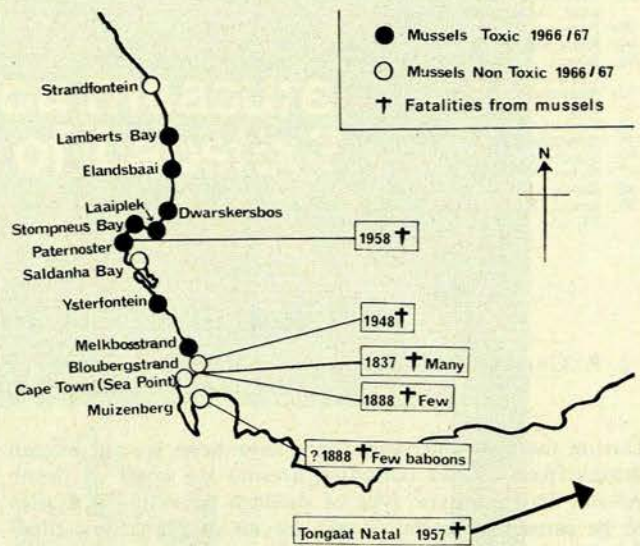 Mussels Toxic 1966/67
Mussels Non Toxic 1966/67
Fatalities from mussels
N
Strandfontein
Lamberts Bay
Elandsbaai
Laaiplek
Dwarskersbos
Stompneus Bay
Paternoster
1958 ✝
Saldanha Bay
Ysterfontein
1948 ✝
Melkbosstrand
Bloubergstrand
1837 ✝ Many
Cape Town (Sea Point)
1888 ✝ Few
Muizenberg
? 1888 ✝ Few baboons
Tongaat Natal 1957 ✝